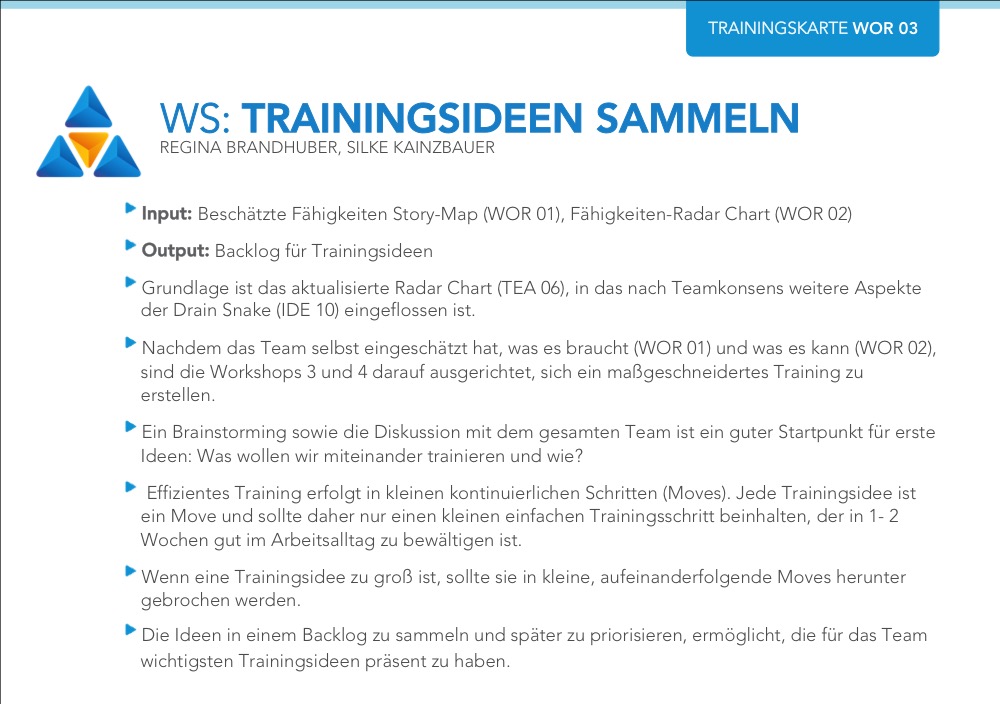 TRAININGSKARTE WOR 03
WS: TRAININGSIDEEN SAMMELN
REGINA BRANDHUBER, SILKE KAINZBAUER
Input: Beschätzte Fähigkeiten Story-Map (WOR 01), Fähigkeiten-Radar Chart (WOR 02)
Output: Backlog für Trainingsideen
Grundlage ist das aktualisierte Radar Chart (TEA 06), in das nach Teamkonsens weitere Aspekte
der Drain Snake (IDE 10) eingeflossen ist.
Nachdem das Team selbst eingeschätzt hat, was es braucht (WOR 01) und was es kann (WOR 02),
sind die Workshops 3 und 4 darauf ausgerichtet, sich ein maßgeschneidertes Training zu
erstellen.
Ein Brainstorming sowie die Diskussion mit dem gesamten Team ist ein guter Startpunkt für erste
Ideen: Was wollen wir miteinander trainieren und wie?
Effizientes Training erfolgt in kleinen kontinuierlichen Schritten (Moves). Jede Trainingsidee ist
ein Move und sollte daher nur einen kleinen einfachen Trainingsschritt beinhalten, der in 1- 2
Wochen gut im Arbeitsalltag zu bewältigen ist.
Wenn eine Trainingsidee zu groß ist, sollte sie in kleine, aufeinanderfolgende Moves herunter
gebrochen werden.
Die Ideen in einem Backlog zu sammeln und später zu priorisieren, ermöglicht, die für das Team
wichtigsten Trainingsideen präsent zu haben.